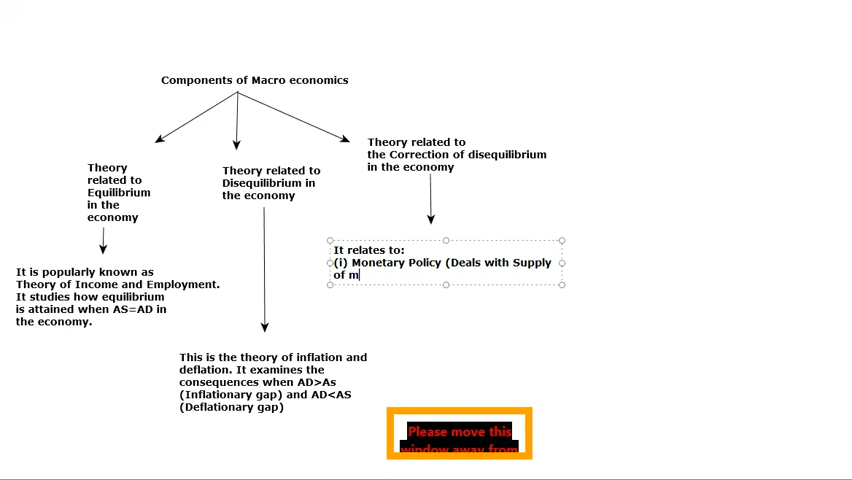 Components of Macro economics
Theory
related to
Equilibrium
in the
economy
Theory related to
Disequilibrium in
the economy
Theory related to
the Correction of disequilibrium
in the economy
It is popularly known as
Theory of Income and Employment.
It studies how equilibrium
is attained when AS=AD in
the economy.
It relates to:
(i) Monetary Policy (Deals with Supply
of m
This is the theory of inflation and
deflation. It examines the
consequences when AD>As
(Inflationary gap) and AD<AS
(Deflationary gap)
Please move this
window away from